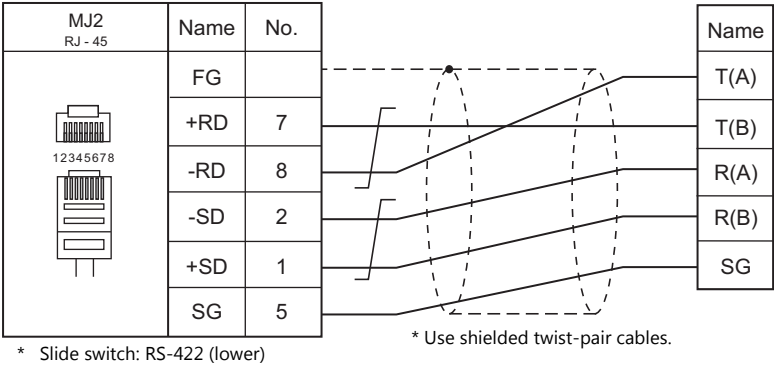 MJ2 Name No. Name
RJ - 45
FG T(A)
+RD 7 T(B)
12345678
-RD 8 R(A)
-SD 2 R(B)
+SD 1 SG
SG 5
* Use shielded twist-pair cables.
* Slide switch: RS-422 (lower)